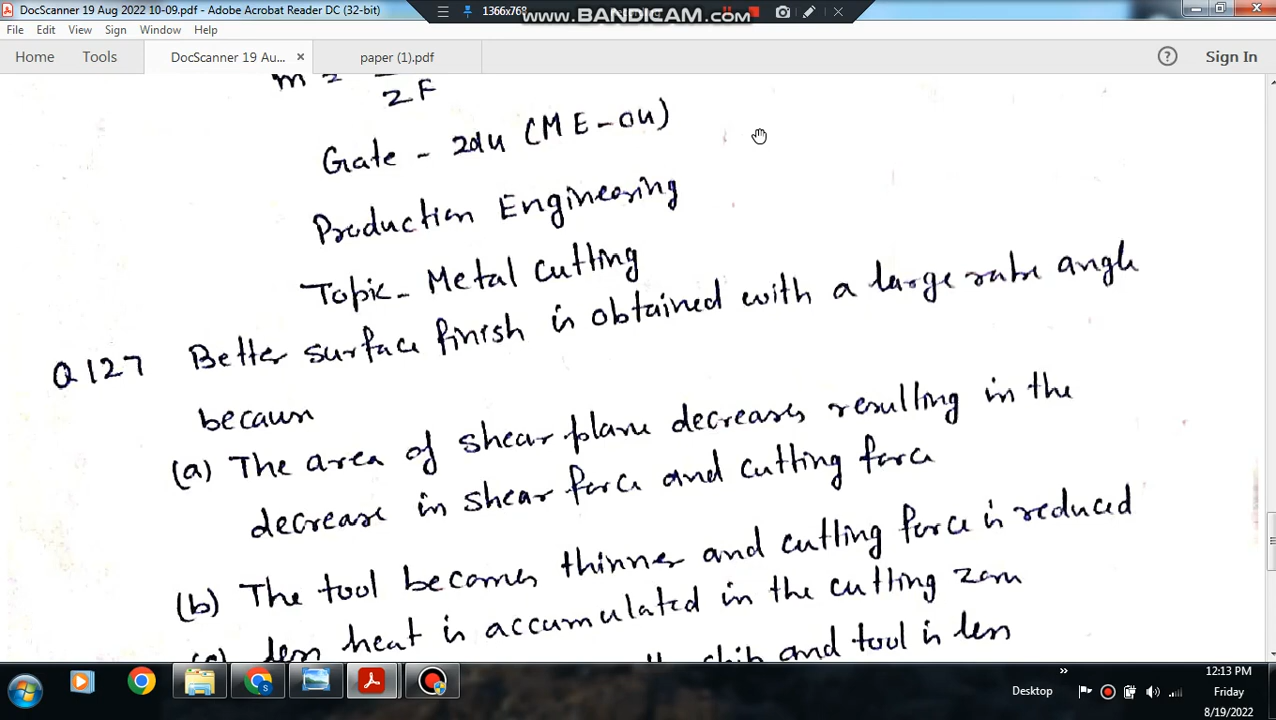 DocScanner 19 Aug 2022 10-09.pdf - Adobe Acrobat Reader DC (32-bit)
1366x768
www.BANDICAM.com
File Edit View Sign Window Help
Home Tools DocScanner 19 Au... × paper (1).pdf Sign In
m =
2F
Gate - 2014 (ME-04)
Production Engineering
Topic - Metal Cutting
Q 127 Better surface finish is obtained with a large rake angle
because
(a) The area of shear plane decreases resulting in the
decrease in shear force and cutting force
(b) The tool becomes thinner and cutting force is reduced
less heat is accumulated in the cutting zone
chip and tool is less
12:13 PM
Desktop Friday
8/19/2022